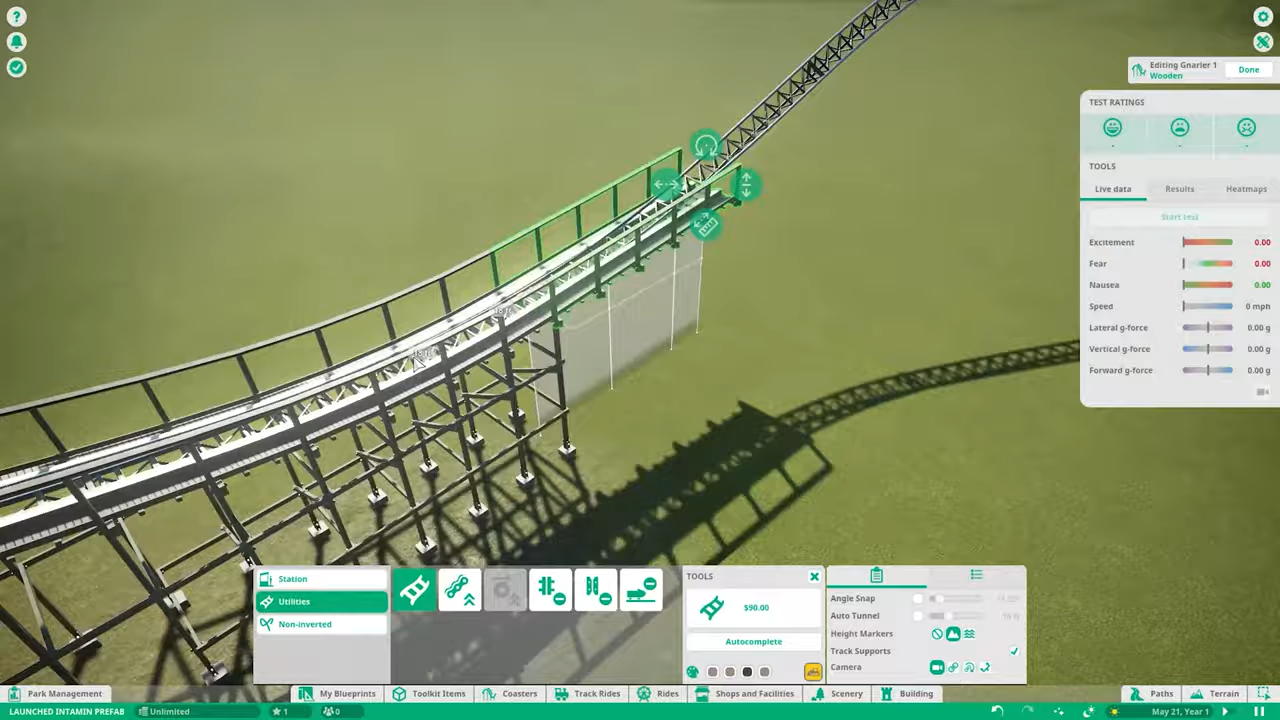 Editing Gnarler 1
Wooden
Done
TEST RATINGS
TOOLS
Live data
Results
Heatmaps
Start test
Excitement 0.00
Fear 0.00
Nausea 0.00
Speed 0 mph
Lateral g-force 0.00 g
Vertical g-force 0.00 g
Forward g-force 0.00 g
Station
Utilities
Non-inverted
TOOLS
$90.00
Autocomplete
Angle Snap
Auto Tunnel
Height Markers
Track Supports
Camera
Park Management
My Blueprints
Toolkit Items
Coasters
Track Rides
Rides
Shops and Facilities
Scenery
Building
Paths
Terrain
LAUNCHED INTAMIN PREFAB
Unlimited
1
0
May 21, Year 1